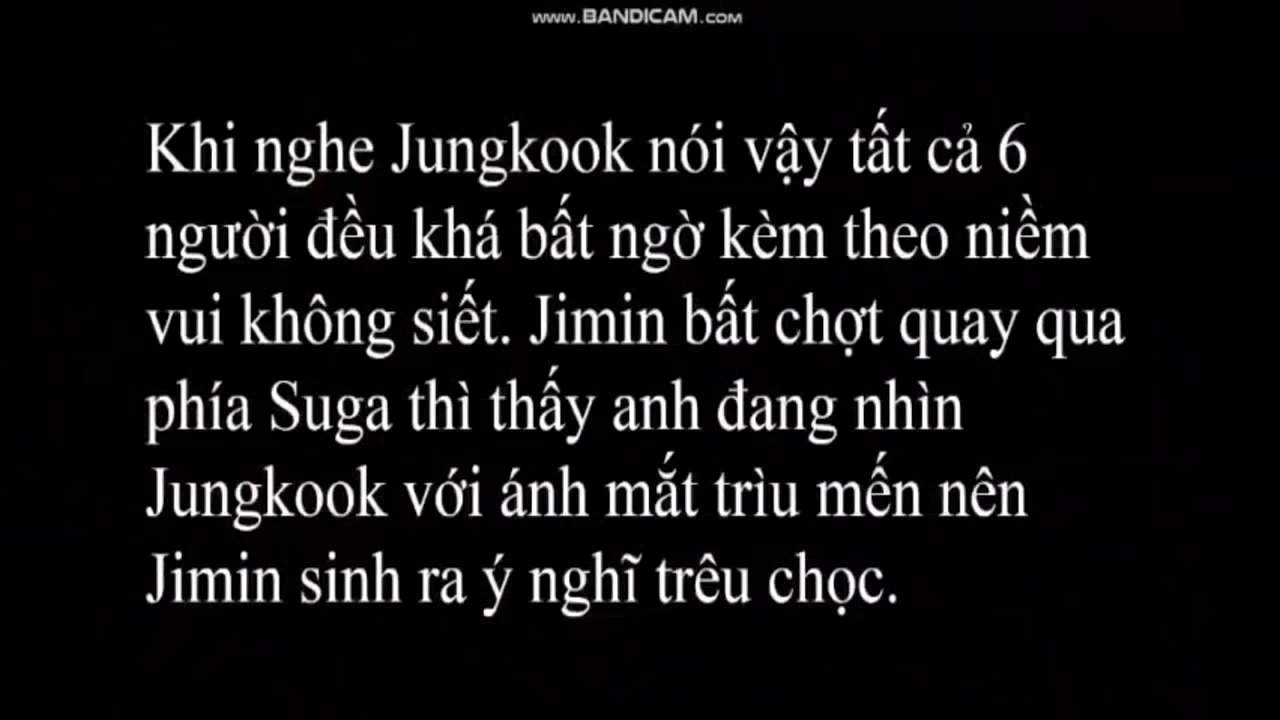 www.BANDICAM.com
Khi nghe Jungkook nói vậy tất cả 6
người đều khá bất ngờ kèm theo niềm
vui không siết. Jimin bất chợt quay qua
phía Suga thì thấy anh đang nhìn
Jungkook với ánh mắt trìu mến nên
Jimin sinh ra ý nghĩ trêu chọc.